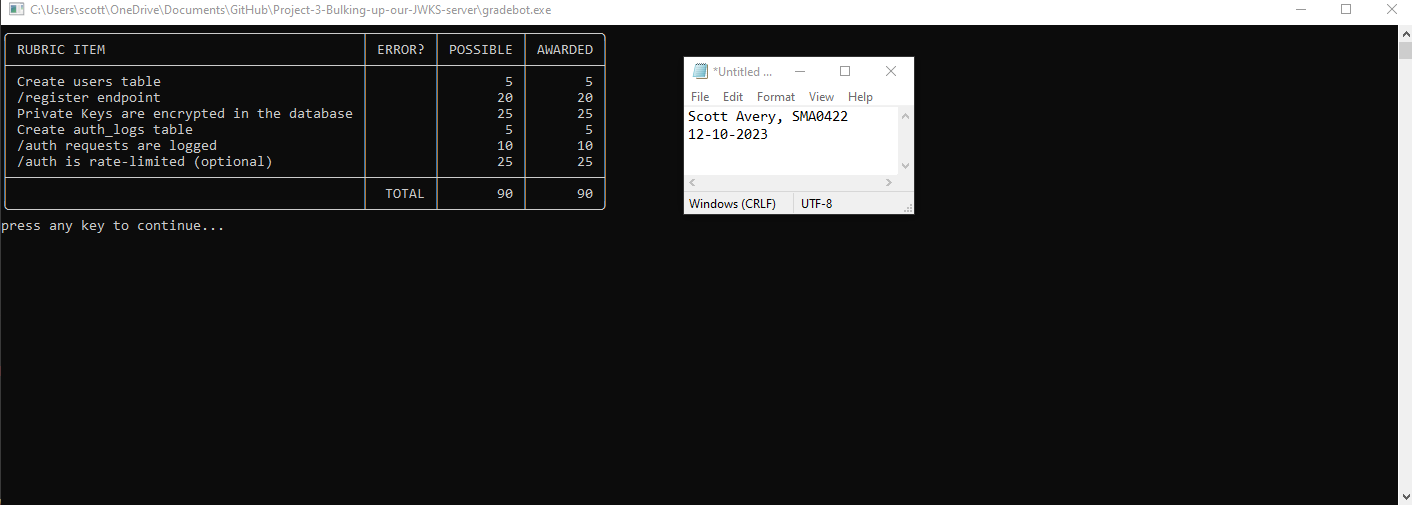 C:\Users\scott\OneDrive\Documents\GitHub\Project-3-Bulking-up-our-JWKS-server\gradebot.exe
RUBRIC ITEM ERROR? POSSIBLE AWARDED
Create users table 5 5
/register endpoint 20 20
Private Keys are encrypted in the database 25 25
Create auth_logs table 5 5
/auth requests are logged 10 10
/auth is rate-limited (optional) 25 25
TOTAL 90 90
press any key to continue...
*Untitled ...
File Edit Format View Help
Scott Avery, SMA0422
12-10-2023
Windows (CRLF) UTF-8